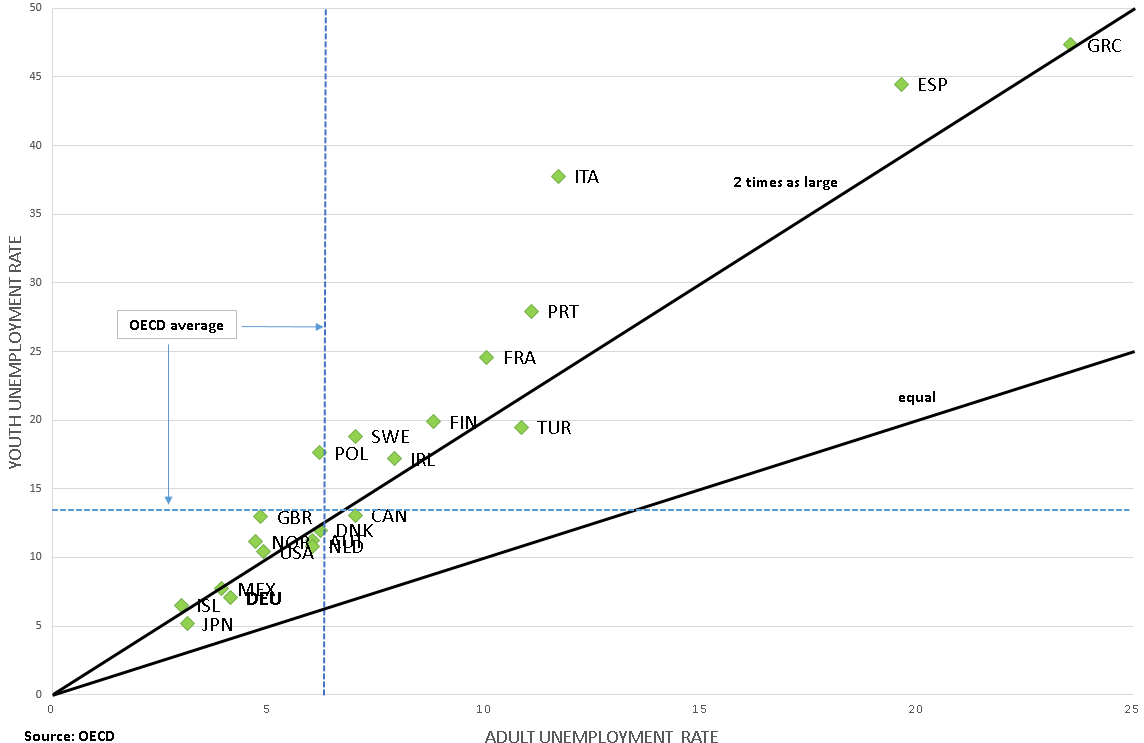 50
45
40
35
30
25
20
15
10
5
0
YOUTH UNEMPLOYMENT RATE
GRC
ESP
ITA
2 times as large
PRT
OECD average
FRA
equal
FIN
TUR
SWE
POL
IRL
GBR
CAN
DNK
NOR
NLD
USA
MEX
DEU
ISL
JPN
0 5 10 15 20 25
Source: OECD
ADULT UNEMPLOYMENT RATE